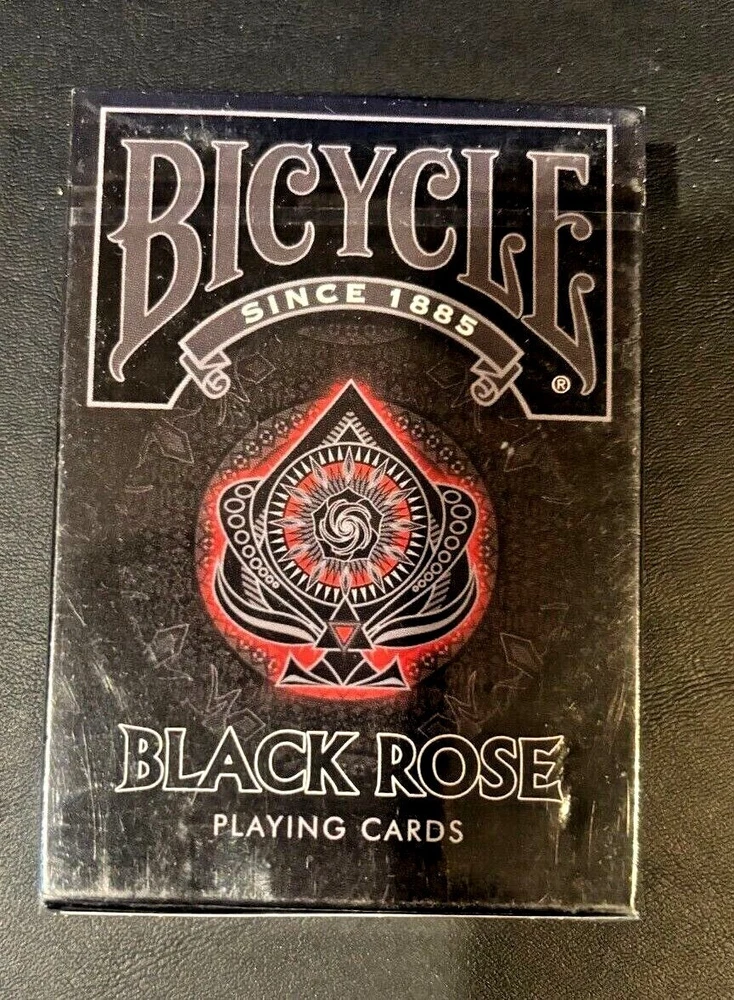 BICYCLE
SINCE 1885
®
BLACK ROSE
PLAYING CARDS